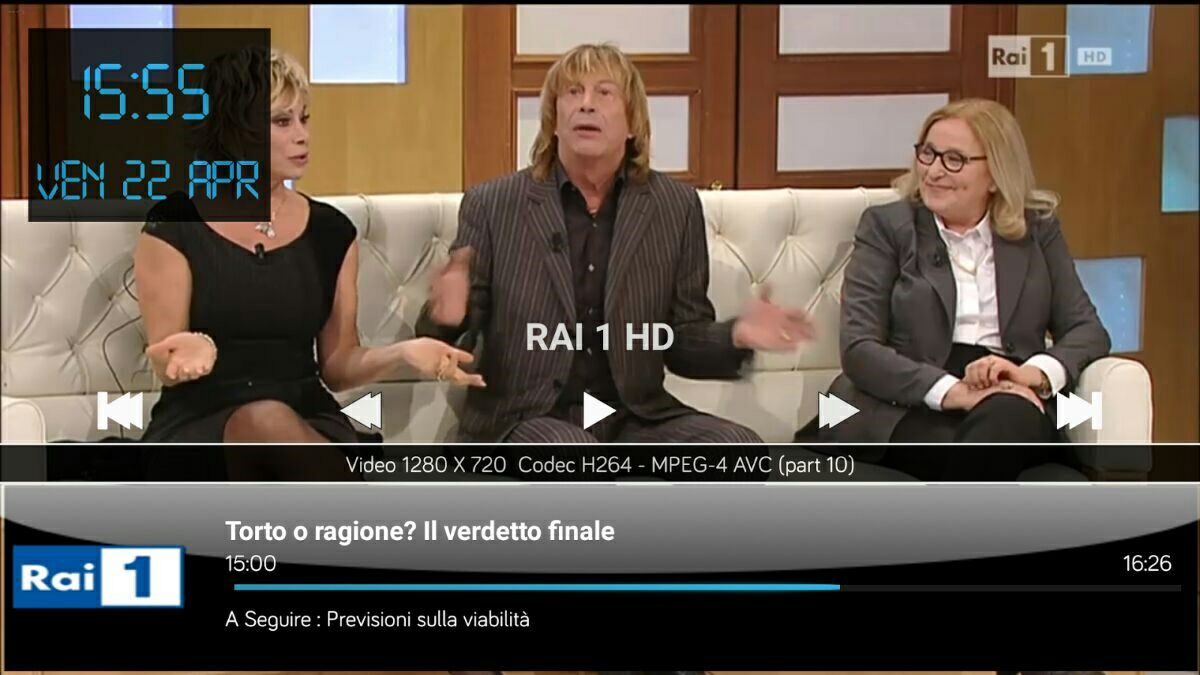 15:55
VEN 22 APR
Rai 1 HD
RAI 1 HD
Video 1280 X 720 Codec H264 - MPEG-4 AVC (part 10)
Torto o ragione? Il verdetto finale
15:00
16:26
Rai 1
A Seguire : Previsioni sulla viabilità